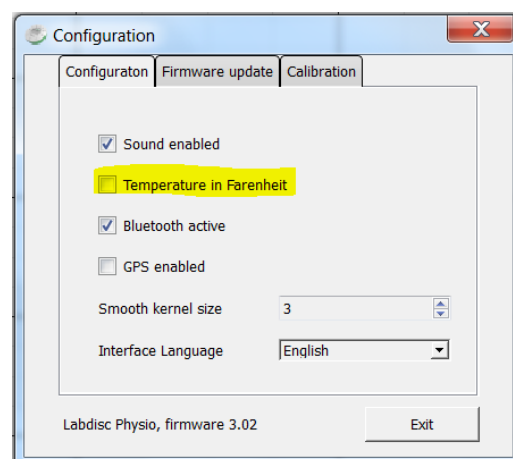 Configuration
Configuraton Firmware update Calibration
Sound enabled
Temperature in Farenheit
Bluetooth active
GPS enabled
Smooth kernel size 3
Interface Language English
Labdisc Physio, firmware 3.02 Exit